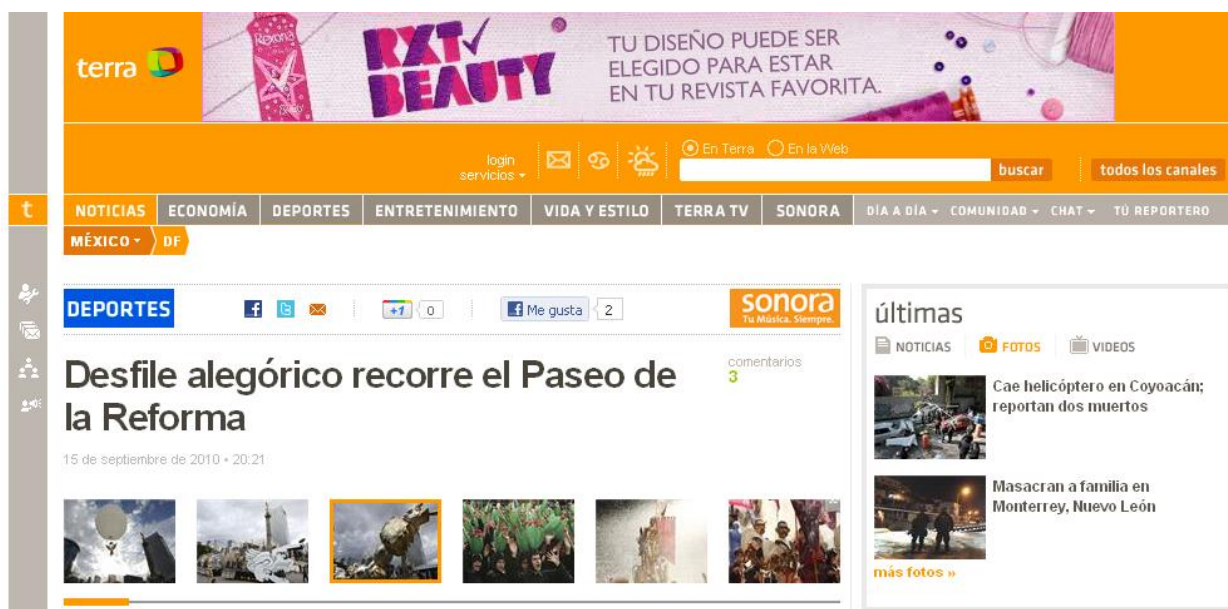 terra
Rexona
RXT
BEAUTY
TU DISEÑO PUEDE SER
ELEGIDO PARA ESTAR
EN TU REVISTA FAVORITA.
login
servicios
En Terra
En la Web
buscar
todos los canales
t
NOTICIAS
ECONOMÍA
DEPORTES
ENTRETENIMIENTO
VIDA Y ESTILO
TERRA TV
SONORA
DÍA A DÍA
COMUNIDAD
CHAT
TÚ REPORTERO
MÉXICO
DF
DEPORTES
+1
0
Me gusta
2
sonora
Tu Música. Siempre.
Desfile alegórico recorre el Paseo de
la Reforma
comentarios
3
15 de septiembre de 2010 • 20:21
últimas
NOTICIAS
FOTOS
VIDEOS
Cae helicóptero en Coyoacán;
reportan dos muertos
Masacran a familia en
Monterrey, Nuevo León
más fotos »